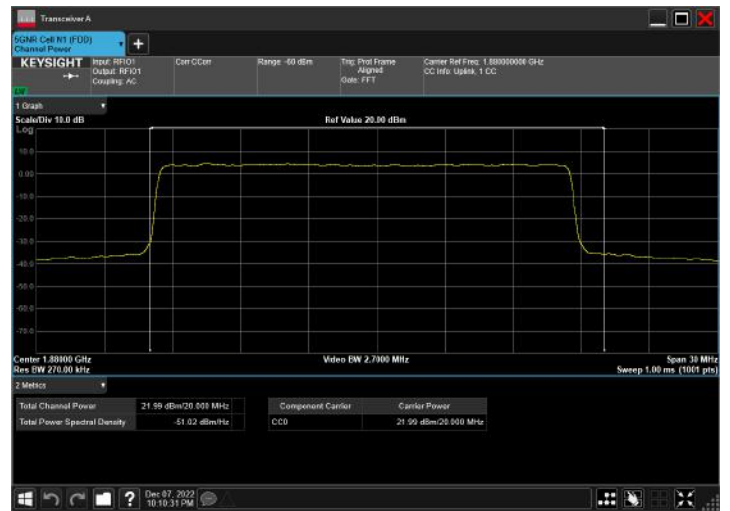 Transceiver A
5GNR Cell N1 (FDD)
Channel Power
KEYSIGHT
Input: RFIO1
Output: RFIO1
Coupling: AC
Corr CCorr
Range: -60 dBm
Trig: Prot Frame
Aligned
Gate: FFT
Carrier Ref Freq: 1.880000000 GHz
CC Info: Uplink, 1 CC
1 Graph
Scale/Div 10.0 dB
Ref Value 20.00 dBm
Log
10.0
0.00
-10.0
-20.0
-30.0
-40.0
-50.0
-60.0
-70.0
Center 1.88000 GHz
Video BW 2.7000 MHz
Span 30 MHz
Res BW 270.00 kHz
Sweep 1.00 ms (1001 pts)
2 Metrics
Total Channel Power 21.99 dBm/20.000 MHz
Total Power Spectral Density -51.02 dBm/Hz
Component Carrier Carrier Power
CC0 21.99 dBm/20.000 MHz
?
Dec 07, 2022
10:10:31 PM